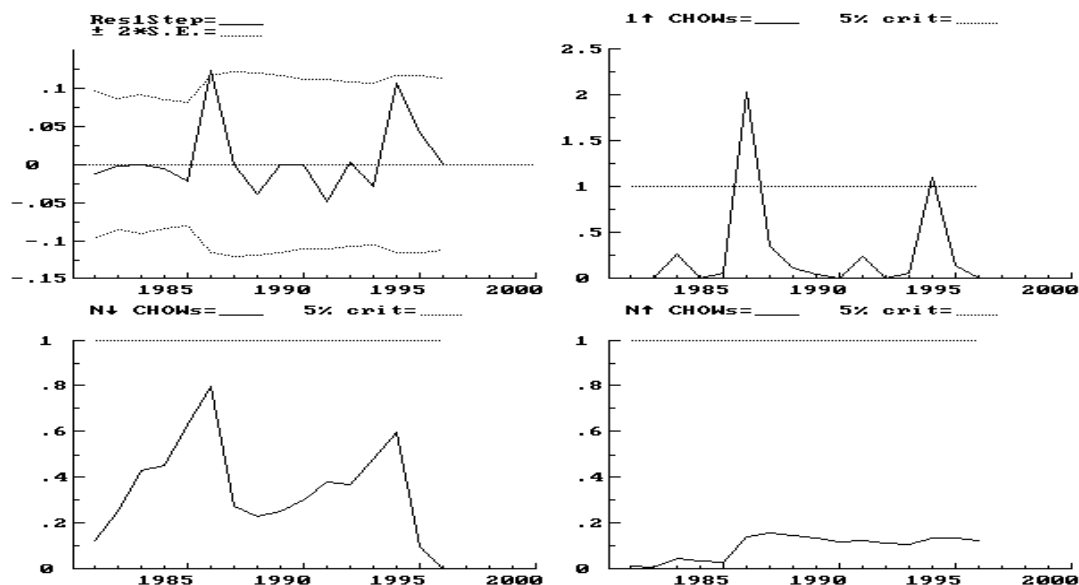 Res1Step=____
± 2*S.E.=......
.1
.05
0
-.05
-.1
-.15
1985 1990 1995 2000
1↑ CHOWs=____ 5% crit=......
2.5
2
1.5
1
.5
0
1985 1990 1995 2000
N↓ CHOWs=____ 5% crit=......
1
.8
.6
.4
.2
0
1985 1990 1995 2000
N↑ CHOWs=____ 5% crit=......
1
.8
.6
.4
.2
0
1985 1990 1995 2000